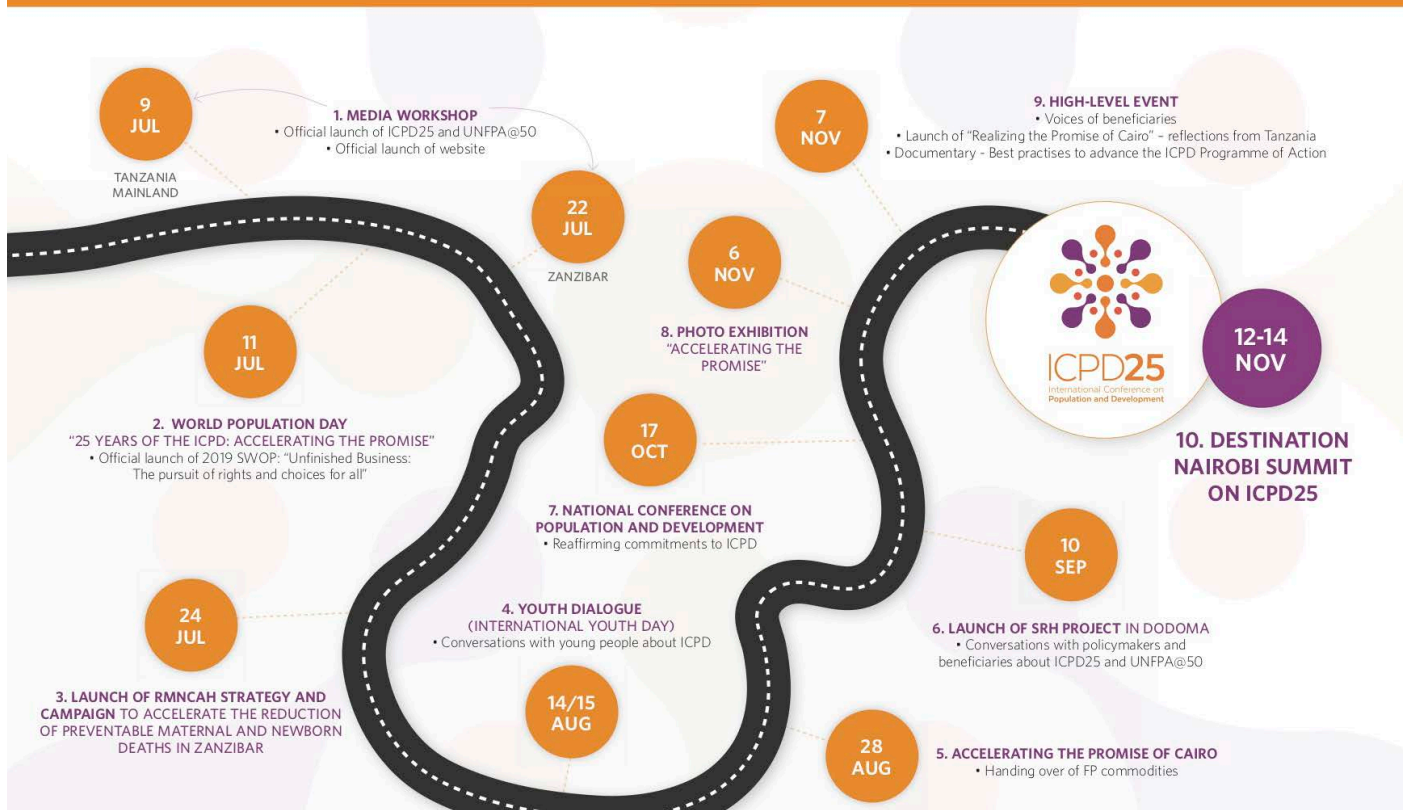 9
JUL
TANZANIA
MAINLAND
1. MEDIA WORKSHOP
• Official launch of ICPD25 and UNFPA@50
• Official launch of website
22
JUL
ZANZIBAR
11
JUL
2. WORLD POPULATION DAY
“25 YEARS OF THE ICPD: ACCELERATING THE PROMISE”
• Official launch of 2019 SWOP: “Unfinished Business:
The pursuit of rights and choices for all”
24
JUL
3. LAUNCH OF RMNCAH STRATEGY AND
CAMPAIGN TO ACCELERATE THE REDUCTION
OF PREVENTABLE MATERNAL AND NEWBORN
DEATHS IN ZANZIBAR
4. YOUTH DIALOGUE
(INTERNATIONAL YOUTH DAY)
• Conversations with young people about ICPD
14/15
AUG
28
AUG
5. ACCELERATING THE PROMISE OF CAIRO
• Handing over of FP commodities
10
SEP
6. LAUNCH OF SRH PROJECT IN DODOMA
• Conversations with policymakers and
beneficiaries about ICPD25 and UNFPA@50
17
OCT
7. NATIONAL CONFERENCE ON
POPULATION AND DEVELOPMENT
• Reaffirming commitments to ICPD
6
NOV
8. PHOTO EXHIBITION
“ACCELERATING THE
PROMISE”
7
NOV
9. HIGH-LEVEL EVENT
• Voices of beneficiaries
• Launch of “Realizing the Promise of Cairo” – reflections from Tanzania
• Documentary - Best practises to advance the ICPD Programme of Action
ICPD25
International Conference on
Population and Development
12-14
NOV
10. DESTINATION
NAIROBI SUMMIT
ON ICPD25